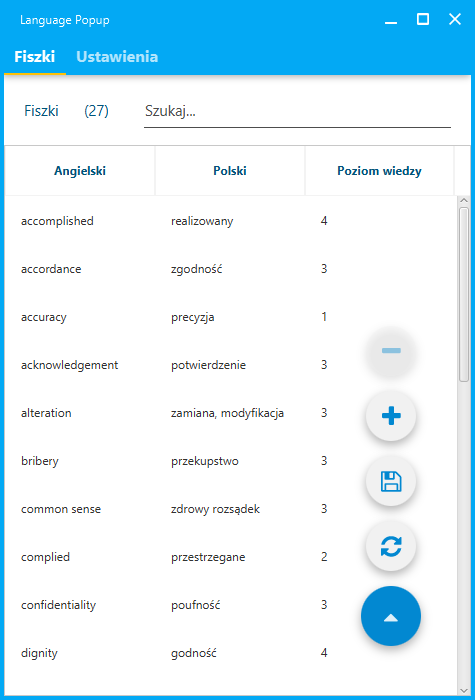 Language Popup
Fiszki Ustawienia
Fiszki (27) Szukaj...
Angielski Polski Poziom wiedzy
accomplished realizowany 4
accordance zgodność 3
accuracy precyzja 1
acknowledgement potwierdzenie 3
alteration zamiana, modyfikacja 3
bribery przekupstwo 3
common sense zdrowy rozsądek 3
complied przestrzegane 2
confidentiality poufność 3
dignity godność 4